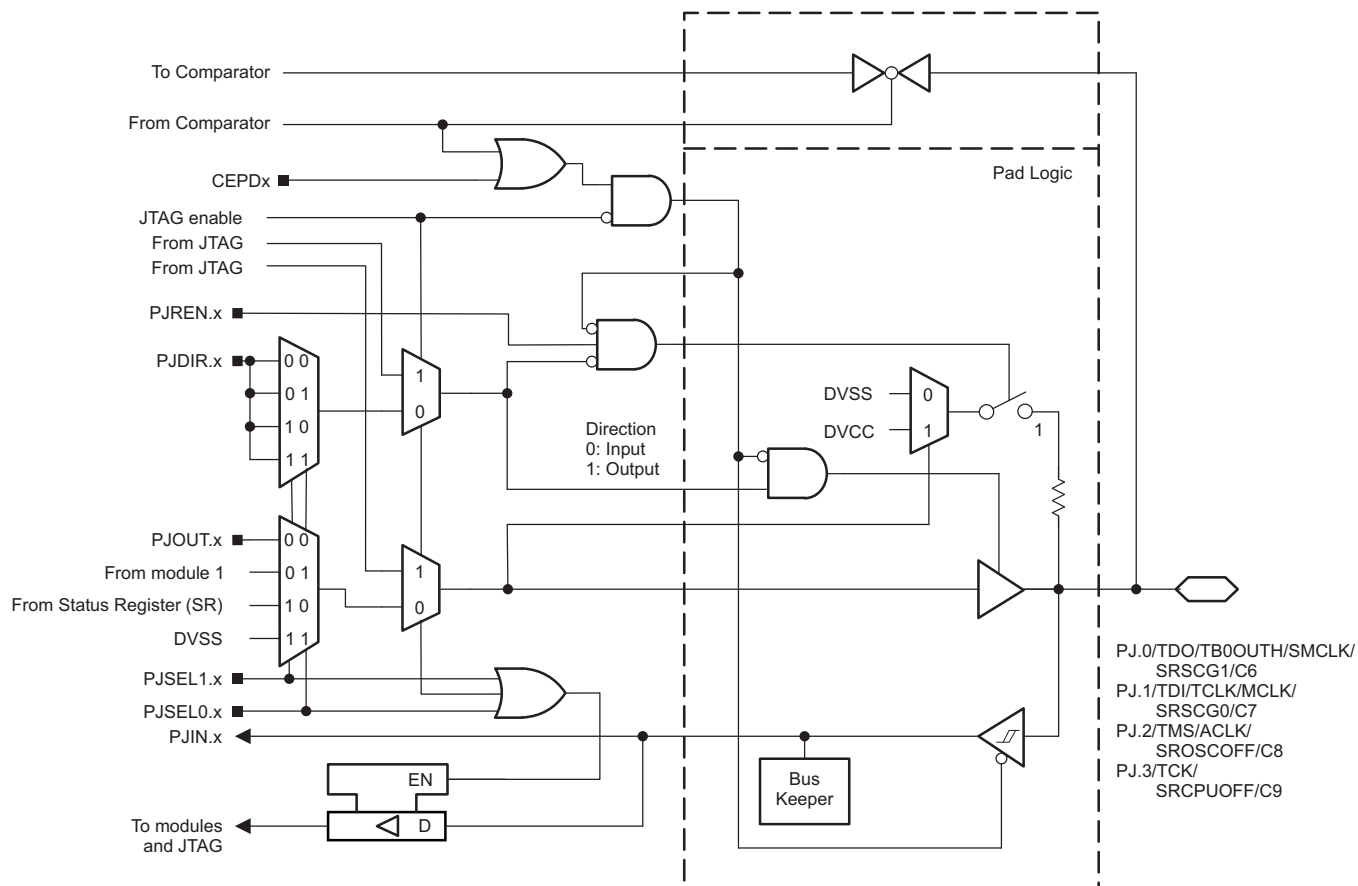 To Comparator
From Comparator
Pad Logic
CEPDx
JTAG enable
From JTAG
From JTAG
PJREN.x
PJDIR.x
0 0
0 1
1 0
1 1
1
0
DVSS
0
DVCC
1
1
Direction
0: Input
1: Output
PJOUT.x
0 0
From module 1
0 1
From Status Register (SR)
1 0
DVSS
1 1
1
0
PJSEL1.x
PJSEL0.x
PJIN.x
EN
D
Bus
Keeper
To modules
and JTAG
PJ.0/TDO/TB0OUTH/SMCLK/
SRSCG1/C6
PJ.1/TDI/TCLK/MCLK/
SRSCG0/C7
PJ.2/TMS/ACLK/
SROSCOFF/C8
PJ.3/TCK/
SRCPUOFF/C9